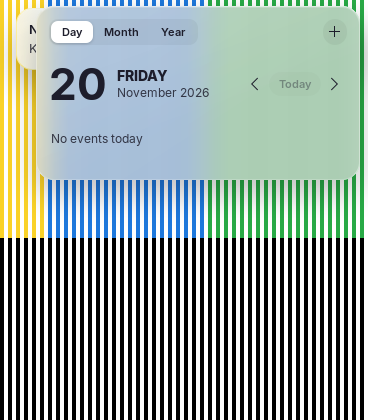 Day Month Year +
20 FRIDAY
November 2026
< Today >
No events today